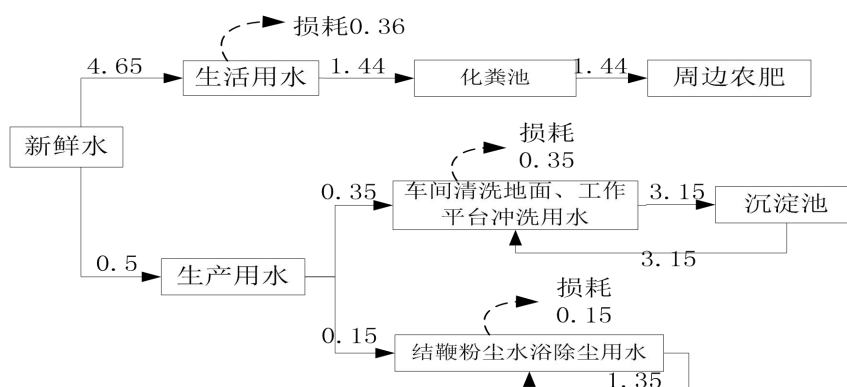 损耗0.36
4.65
生活用水
1.44
化粪池
1.44
周边农肥
新鲜水
损耗
0.35
0.35
车间清洗地面、工作
平台冲洗用水
3.15
沉淀池
3.15
0.5
生产用水
损耗
0.15
0.15
结鞭粉尘水浴除尘用水
1.35